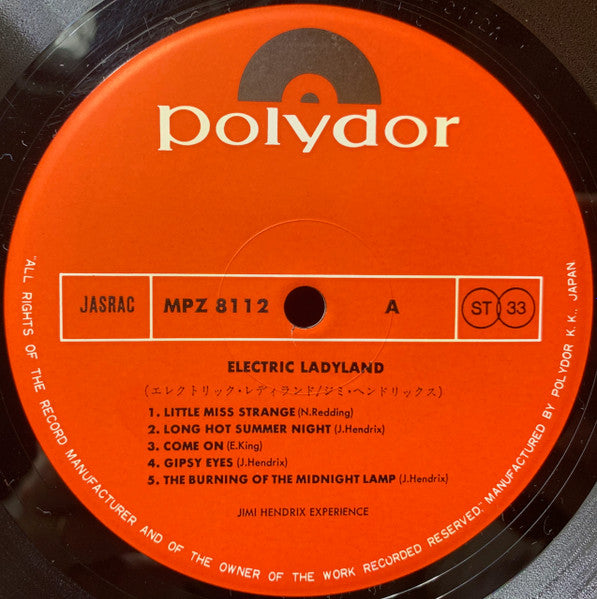 polydor
JASRAC
MPZ 8112
A
ST 33
ELECTRIC LADYLAND
(エレクトリック・レディランド/ジミ・ヘンドリックス)
1. LITTLE MISS STRANGE (N.Redding)
2. LONG HOT SUMMER NIGHT (J.Hendrix)
3. COME ON (E.King)
4. GIPSY EYES (J.Hendrix)
5. THE BURNING OF THE MIDNIGHT LAMP (J.Hendrix)
JIMI HENDRIX EXPERIENCE
"ALL RIGHTS OF THE RECORD MANUFACTURER AND OF THE OWNER OF THE WORK RECORDED RESERVED." MANUFACTURED BY POLYDOR K.K., JAPAN